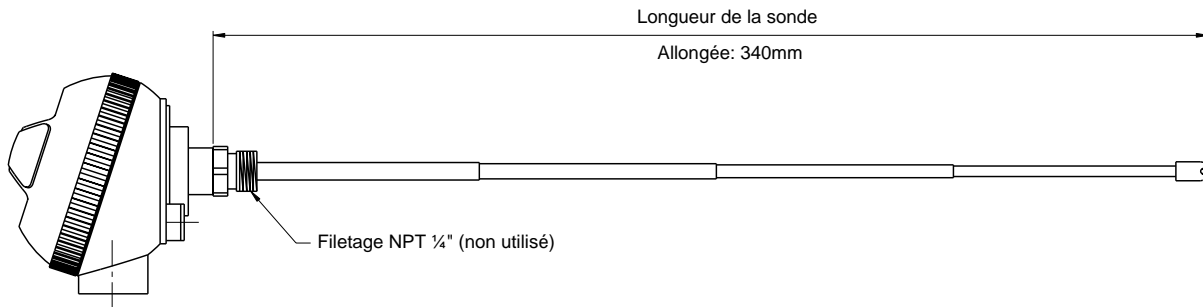 Longueur de la sonde
Allongée: 340mm
Filetage NPT ¼" (non utilisé)